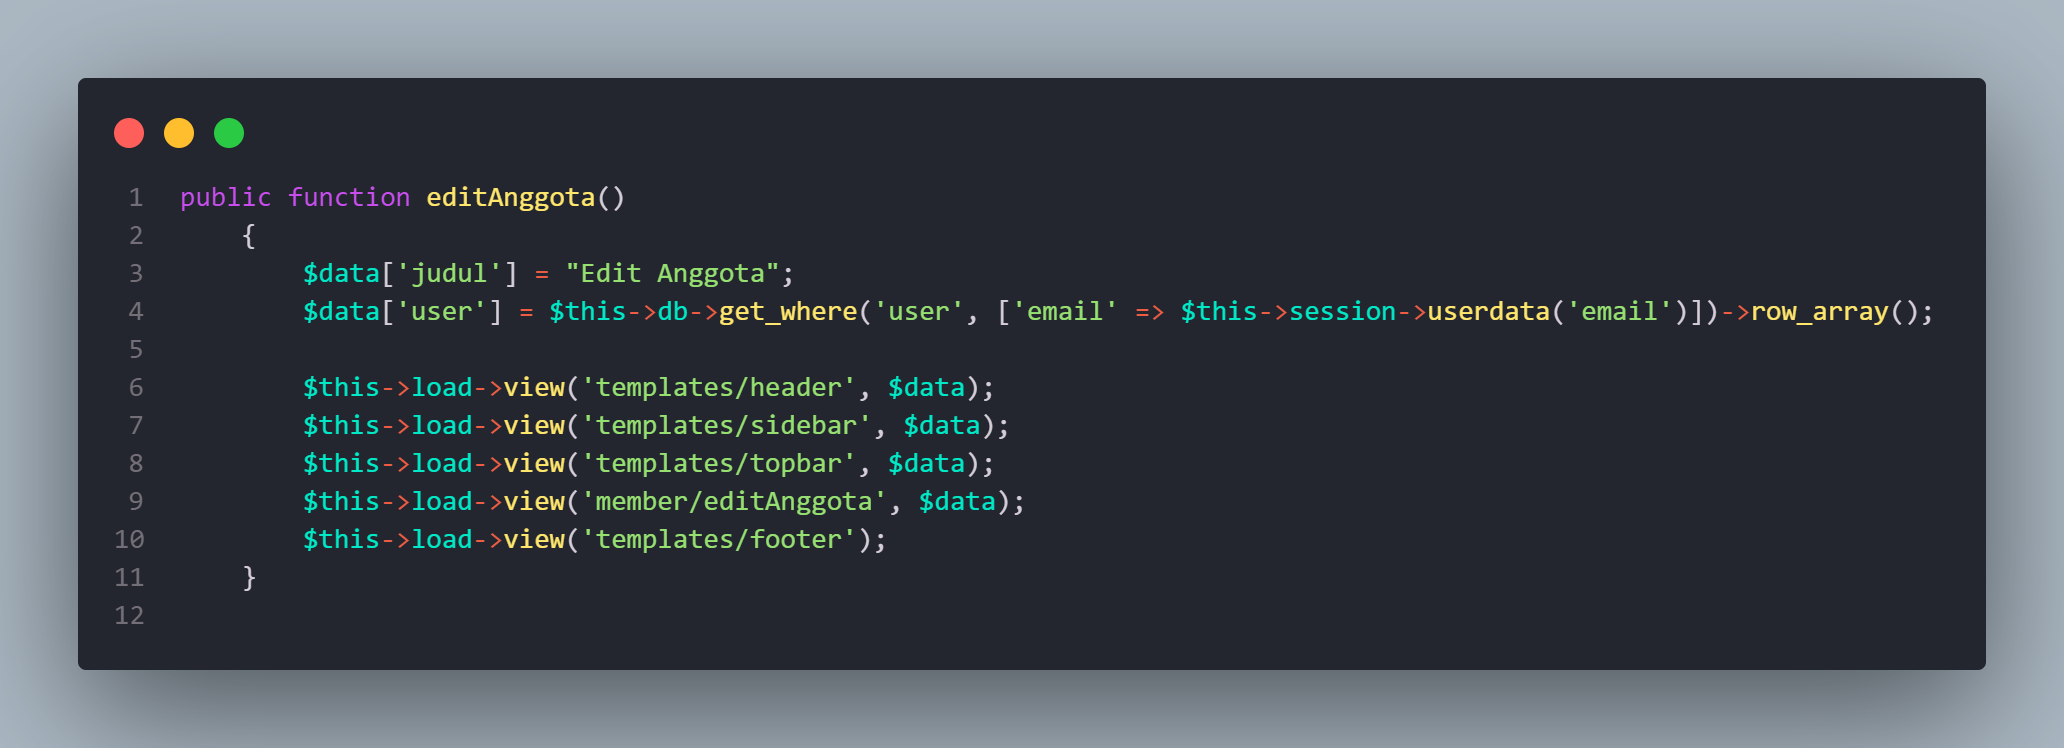 1 public function editAnggota()
2     {
3         $data['judul'] = "Edit Anggota";
4         $data['user'] = $this->db->get_where('user', ['email' => $this->session->userdata('email')])->row_array();
5
6         $this->load->view('templates/header', $data);
7         $this->load->view('templates/sidebar', $data);
8         $this->load->view('templates/topbar', $data);
9         $this->load->view('member/editAnggota', $data);
10         $this->load->view('templates/footer');
11     }
12